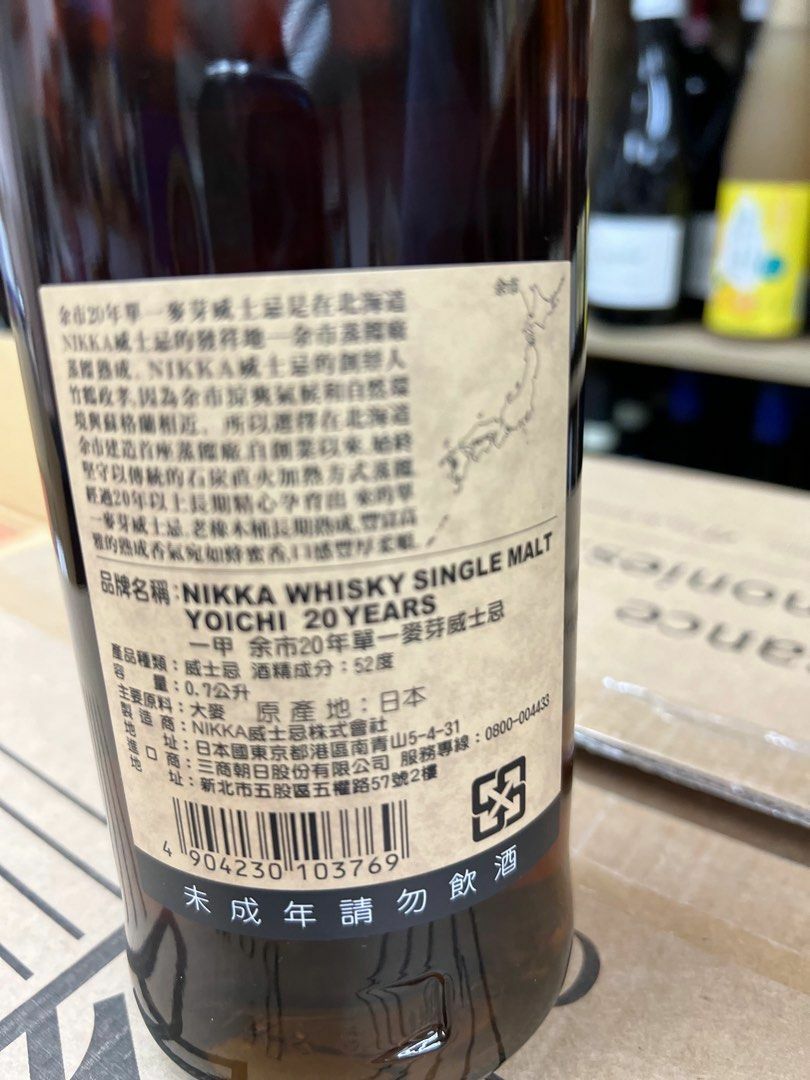 余市20年單一麥芽威士忌是在北海道
NIKKA威士忌的發祥地—余市蒸餾廠
蒸餾熟成. NIKKA威士忌的創辦人
竹鶴政孝,因為余市涼爽氣候和自然環
境與蘇格蘭相近, 所以選擇在北海道
余市建造首座蒸餾廠,自創業以來, 始終
堅守以傳統的石炭直火加熱方式蒸餾
經過20年以上長期精心孕育出 來的單
一麥芽威士忌. 老橡木桶長期熟成,豐富高
雅的熟成香氣宛如蜂蜜香,口感豐厚柔順
余市
品牌名稱:NIKKA WHISKY SINGLE MALT
YOICHI 20YEARS
一甲 余市20年單一麥芽威士忌
產品種類:威士忌 酒精成分:52度
容 量:0.7公升
主要原料:大麥 原產地:日本
製造商:NIKKA威士忌株式會社
地 址:日本國東京都港區南青山5-4-31
進口商:三商朝日股份有限公司 服務專線:0800-004433
地 址:新北市五股區五權路57號2樓
4 904230 103769
未成年請勿飲酒
ance
monies